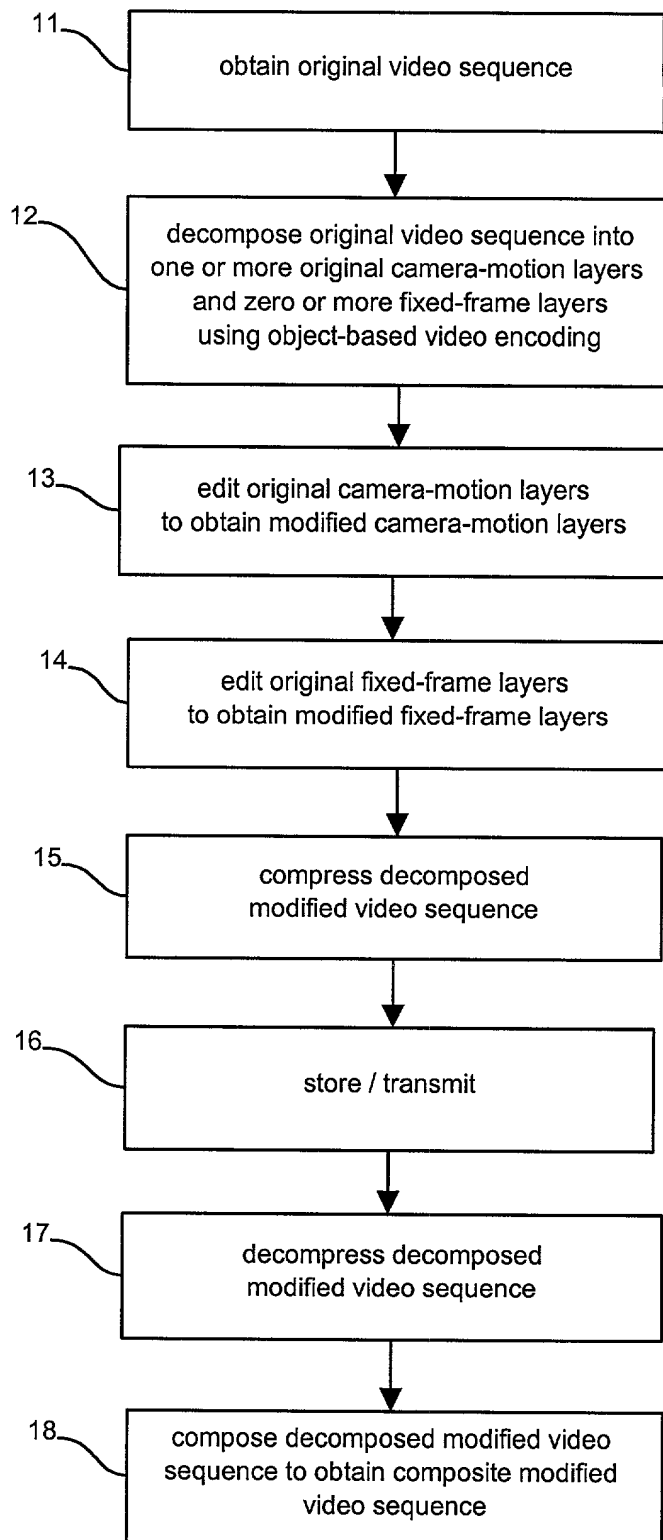 11
obtain original video sequence
12
decompose original video sequence into
one or more original camera-motion layers
and zero or more fixed-frame layers
using object-based video encoding
13
edit original camera-motion layers
to obtain modified camera-motion layers
14
edit original fixed-frame layers
to obtain modified fixed-frame layers
15
compress decomposed
modified video sequence
16
store / transmit
17
decompress decomposed
modified video sequence
18
compose decomposed modified video
sequence to obtain composite modified
video sequence